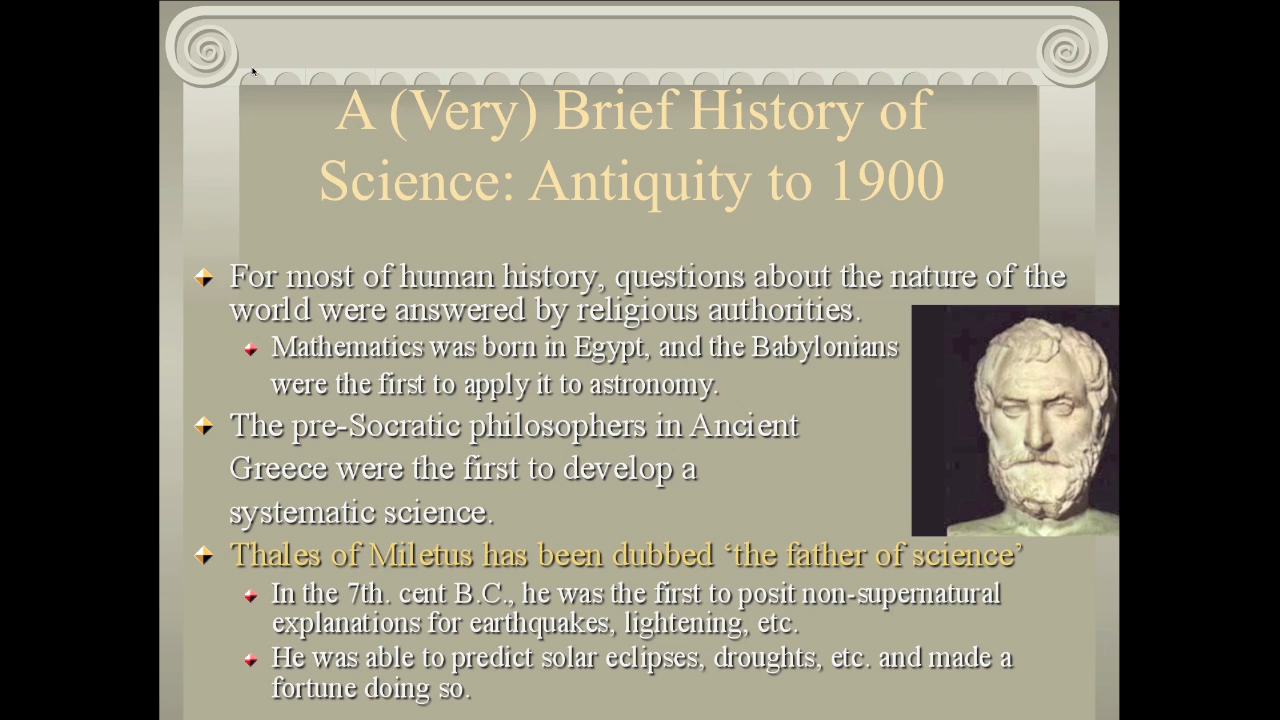 A (Very) Brief History of
Science: Antiquity to 1900
For most of human history, questions about the nature of the
world were answered by religious authorities.
Mathematics was born in Egypt, and the Babylonians
were the first to apply it to astronomy.
The pre-Socratic philosophers in Ancient
Greece were the first to develop a
systematic science.
Thales of Miletus has been dubbed ‘the father of science’
In the 7th. cent B.C., he was the first to posit non-supernatural
explanations for earthquakes, lightening, etc.
He was able to predict solar eclipses, droughts, etc. and made a
fortune doing so.